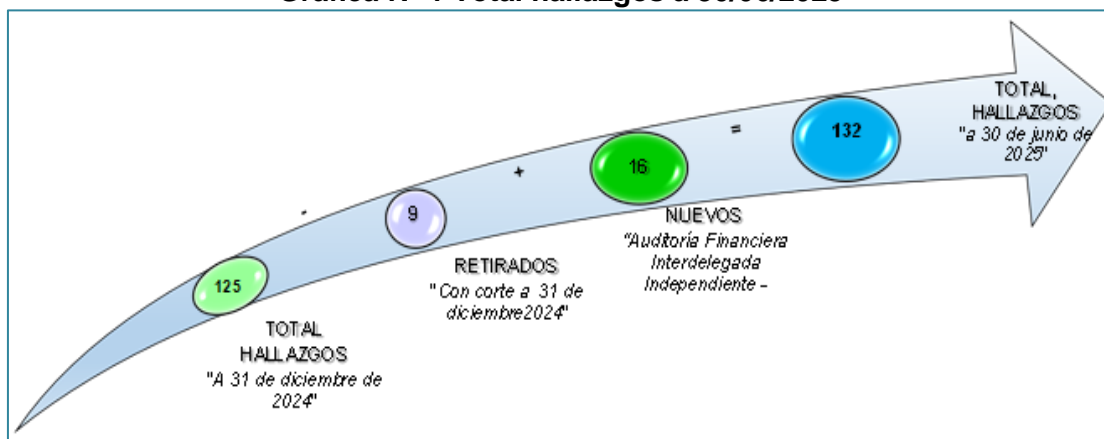 125
TOTAL
HALLAZGOS
"A 31 de diciembre de
2024"
-
9
RETIRADOS
"Con corte a 31 de
diciembre2024"
+
16
NUEVOS
"Auditoría Financiera
Interdelegada
Independiente –
=
132
TOTAL,
HALLAZGOS
"a 30 de junio de
2025"